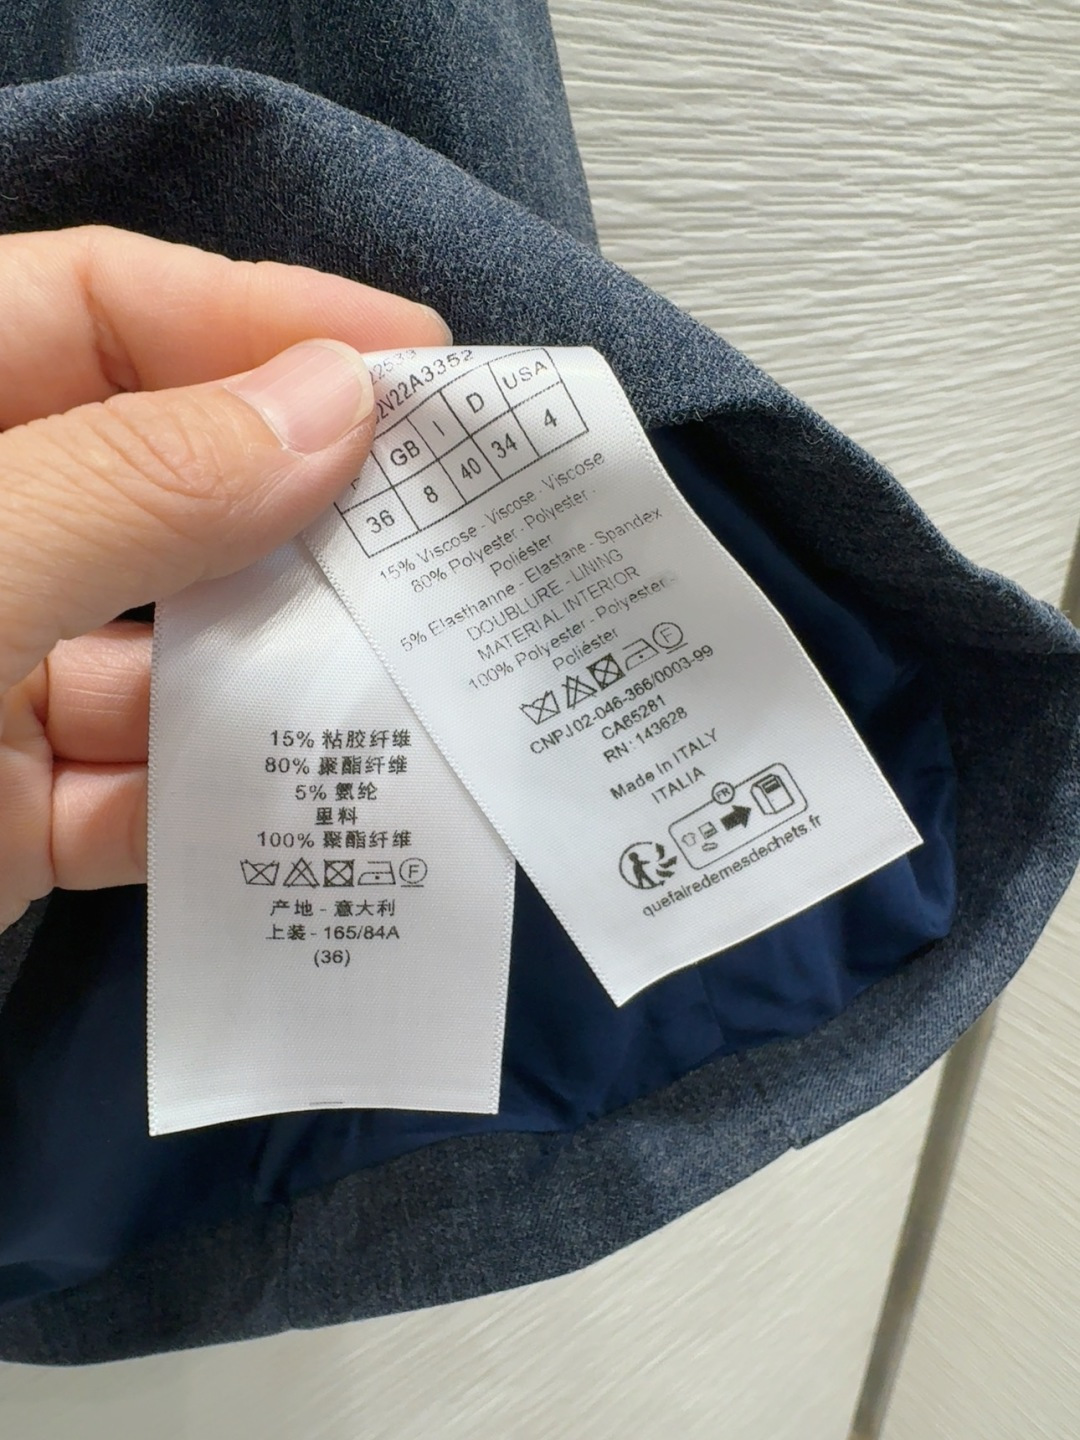 22533
2V22A3352
F GB I D USA
36 8 40 34 4
15% Viscose - Viscose - Viscose
80% Polyester - Polyester -
Poliéster
5% Elasthanne - Elastane - Spandex
DOUBLURE - LINING
MATERIAL INTERIOR
100% Polyester - Polyester -
Poliéster
F
CNPJ 02-046-366/0003-99
CA65281
RN: 143628
Made In ITALY
ITALIA
FR
quefairedemesdechets.fr
15% 粘胶纤维
80% 聚酯纤维
5% 氨纶
里料
100% 聚酯纤维
F
产地 - 意大利
上装 - 165/84A
(36)